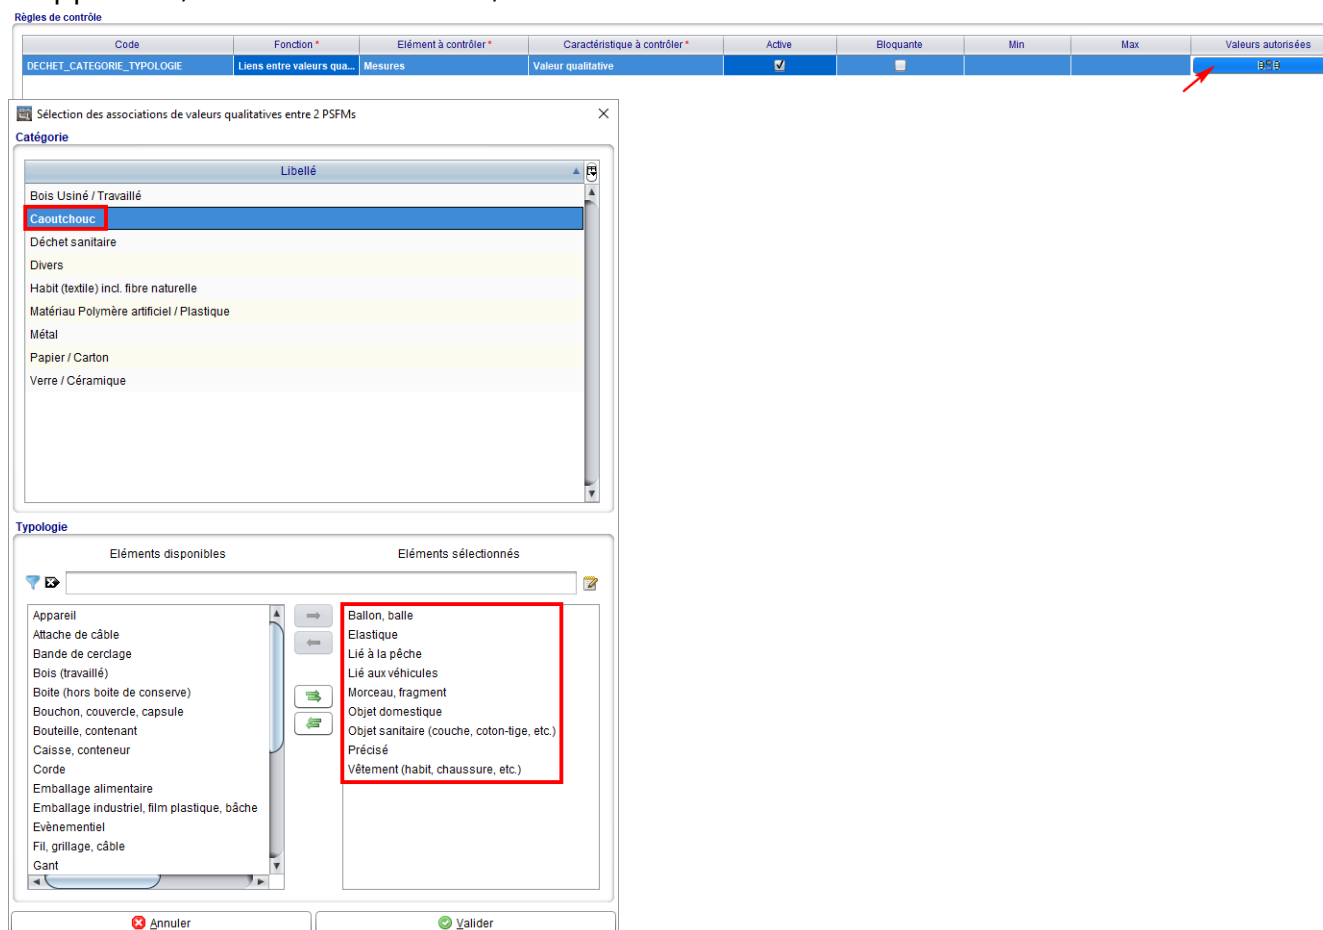 Règles de contrôle
Code Fonction * Elément à contrôler * Caractéristique à contrôler * Active Bloquante Min Max Valeurs autorisées
DECHET_CATEGORIE_TYPOLOGIE Liens entre valeurs qua... Mesures Valeur qualitative
Sélection des associations de valeurs qualitatives entre 2 PSFMs
Catégorie
Libellé
Bois Usiné / Travaillé
Caoutchouc
Déchet sanitaire
Divers
Habit (textile) incl. fibre naturelle
Matériau Polymère artificiel / Plastique
Métal
Papier / Carton
Verre / Céramique
Typologie
Eléments disponibles Eléments sélectionnés
Appareil
Attache de câble
Bande de cerclage
Bois (travaillé)
Boite (hors boite de conserve)
Bouchon, couvercle, capsule
Bouteille, contenant
Caisse, conteneur
Corde
Emballage alimentaire
Emballage industriel, film plastique, bâche
Evènementiel
Fil, grillage, câble
Gant
Ballon, balle
Elastique
Lié à la pêche
Lié aux véhicules
Morceau, fragment
Objet domestique
Objet sanitaire (couche, coton-tige, etc.)
Précisé
Vêtement (habit, chaussure, etc.)
Annuler Valider